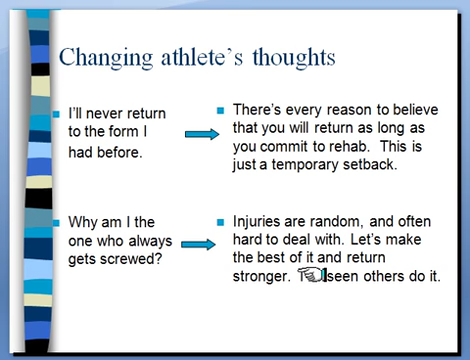 Changing athlete's thoughts
I'll never return
to the form I
had before.
There's every reason to believe
that you will return as long as
you commit to rehab. This is
just a temporary setback.
Why am I the
one who always
gets screwed?
Injuries are random, and often
hard to deal with. Let's make
the best of it and return
stronger. seen others do it.